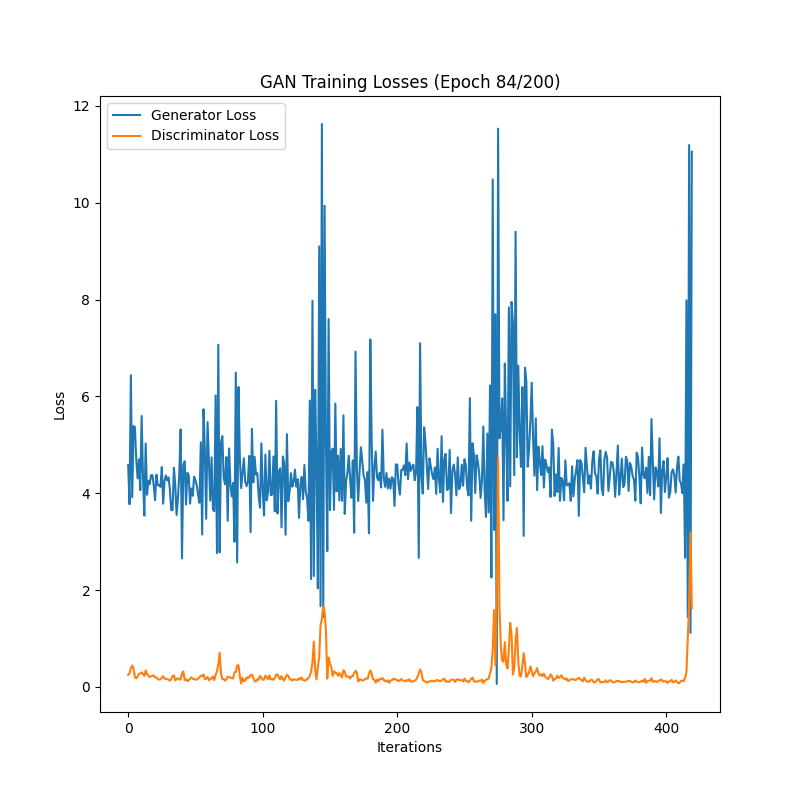 GAN Training Losses (Epoch 84/200)
Generator Loss
Discriminator Loss
12
10
8
6
4
2
0
Loss
0 100 200 300 400
Iterations